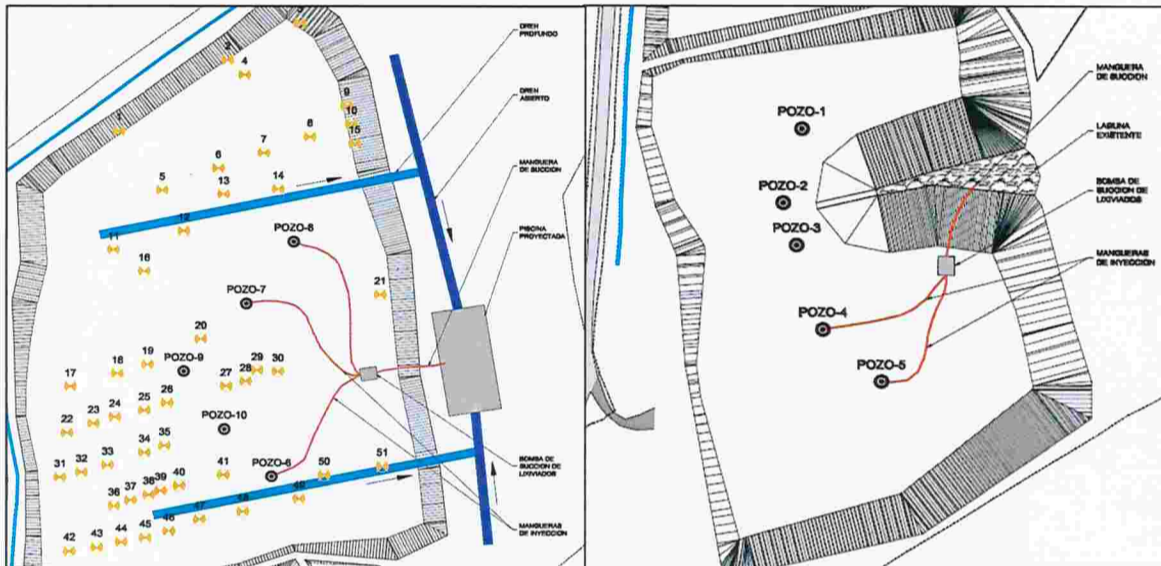 DREN
PROFUNDO
DREN
ABIERTO
MANGUERA
DE SUCCION
PISCINA
PROYECTADA
BOMBA DE
SUCCION DE
LIXIVIADOS
MANGUERAS
DE INYECCIÓN
2
3
4
1
9
10
15
8
7
6
5
13
14
12
11
16
POZO-8
21
POZO-7
20
19
18
17
POZO-9
29
30
28
27
26
25
24
23
22
POZO-10
35
34
33
32
31
POZO-6
41
50
51
40
39
38
37
36
49
48
47
46
45
44
43
42
MANGUERA
DE SUCCION
LAGUNA
EXISTENTE
BOMBA DE
SUCCION DE
LIXIVIADOS
MANGUERAS
DE INYECCIÓN
POZO-1
POZO-2
POZO-3
POZO-4
POZO-5